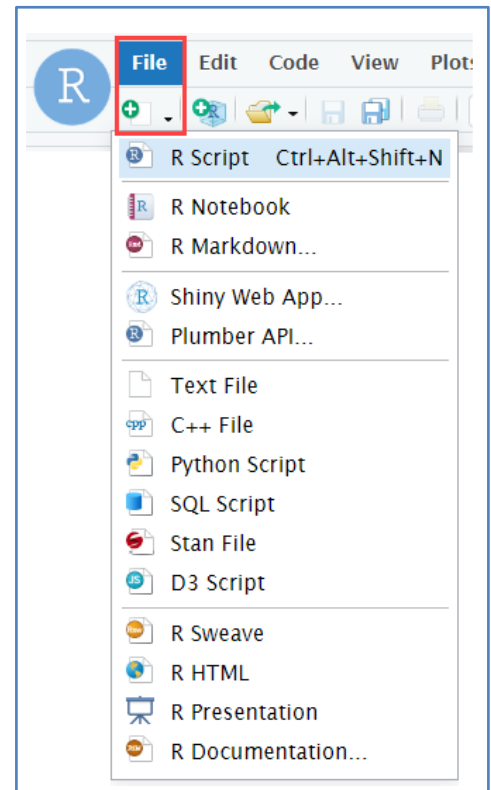 R
File Edit Code View Plots
R Script Ctrl+Alt+Shift+N
R Notebook
R Markdown...
Shiny Web App...
Plumber API...
Text File
C++ File
Python Script
SQL Script
Stan File
D3 Script
R Sweave
R HTML
R Presentation
R Documentation...